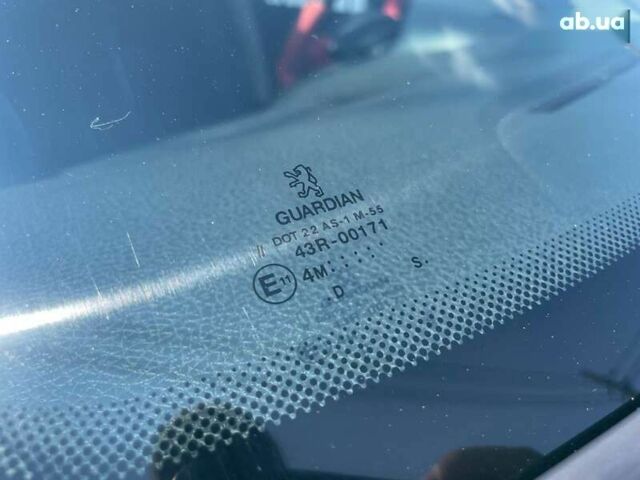 ab.ua
GUARDIAN
// DOT 22 AS-1 M-55
43R-00171
E11 4M . . . . .
.D S.